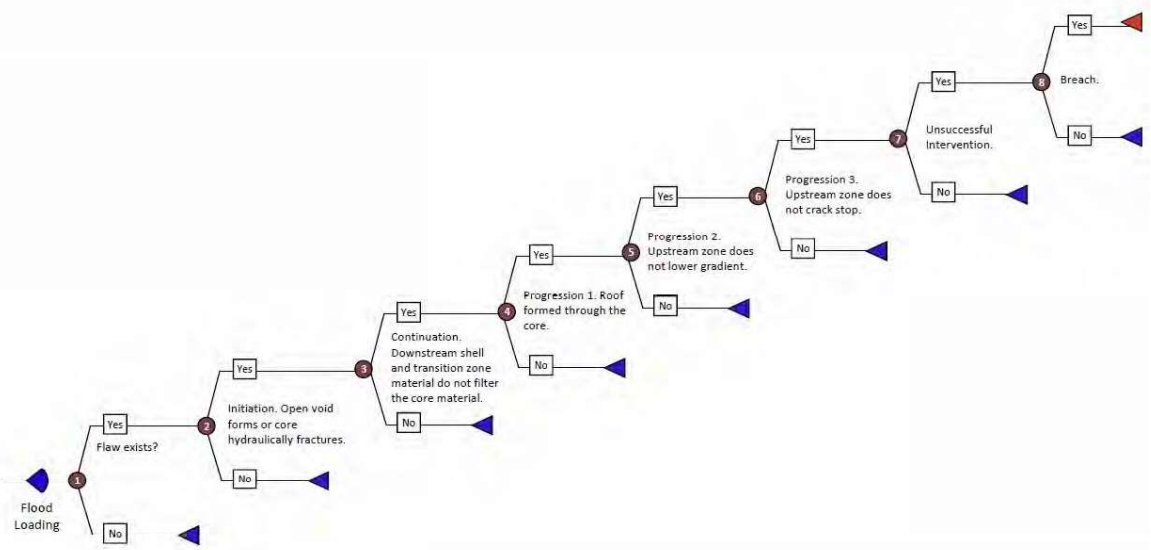 Yes
8
Breach.
No
Yes
7
Unsuccessful
Intervention.
No
Yes
6
Progression 3.
Upstream zone does
not crack stop.
No
Yes
5
Progression 2.
Upstream zone does
not lower gradient.
No
Yes
4
Progression 1. Roof
formed through the
core.
No
Yes
3
Continuation.
Downstream shell
and transition zone
material do not filter
the core material.
No
Yes
2
Initiation. Open void
forms or core
hydraulically fractures.
No
Yes
Flaw exists?
1
Flood
Loading
No